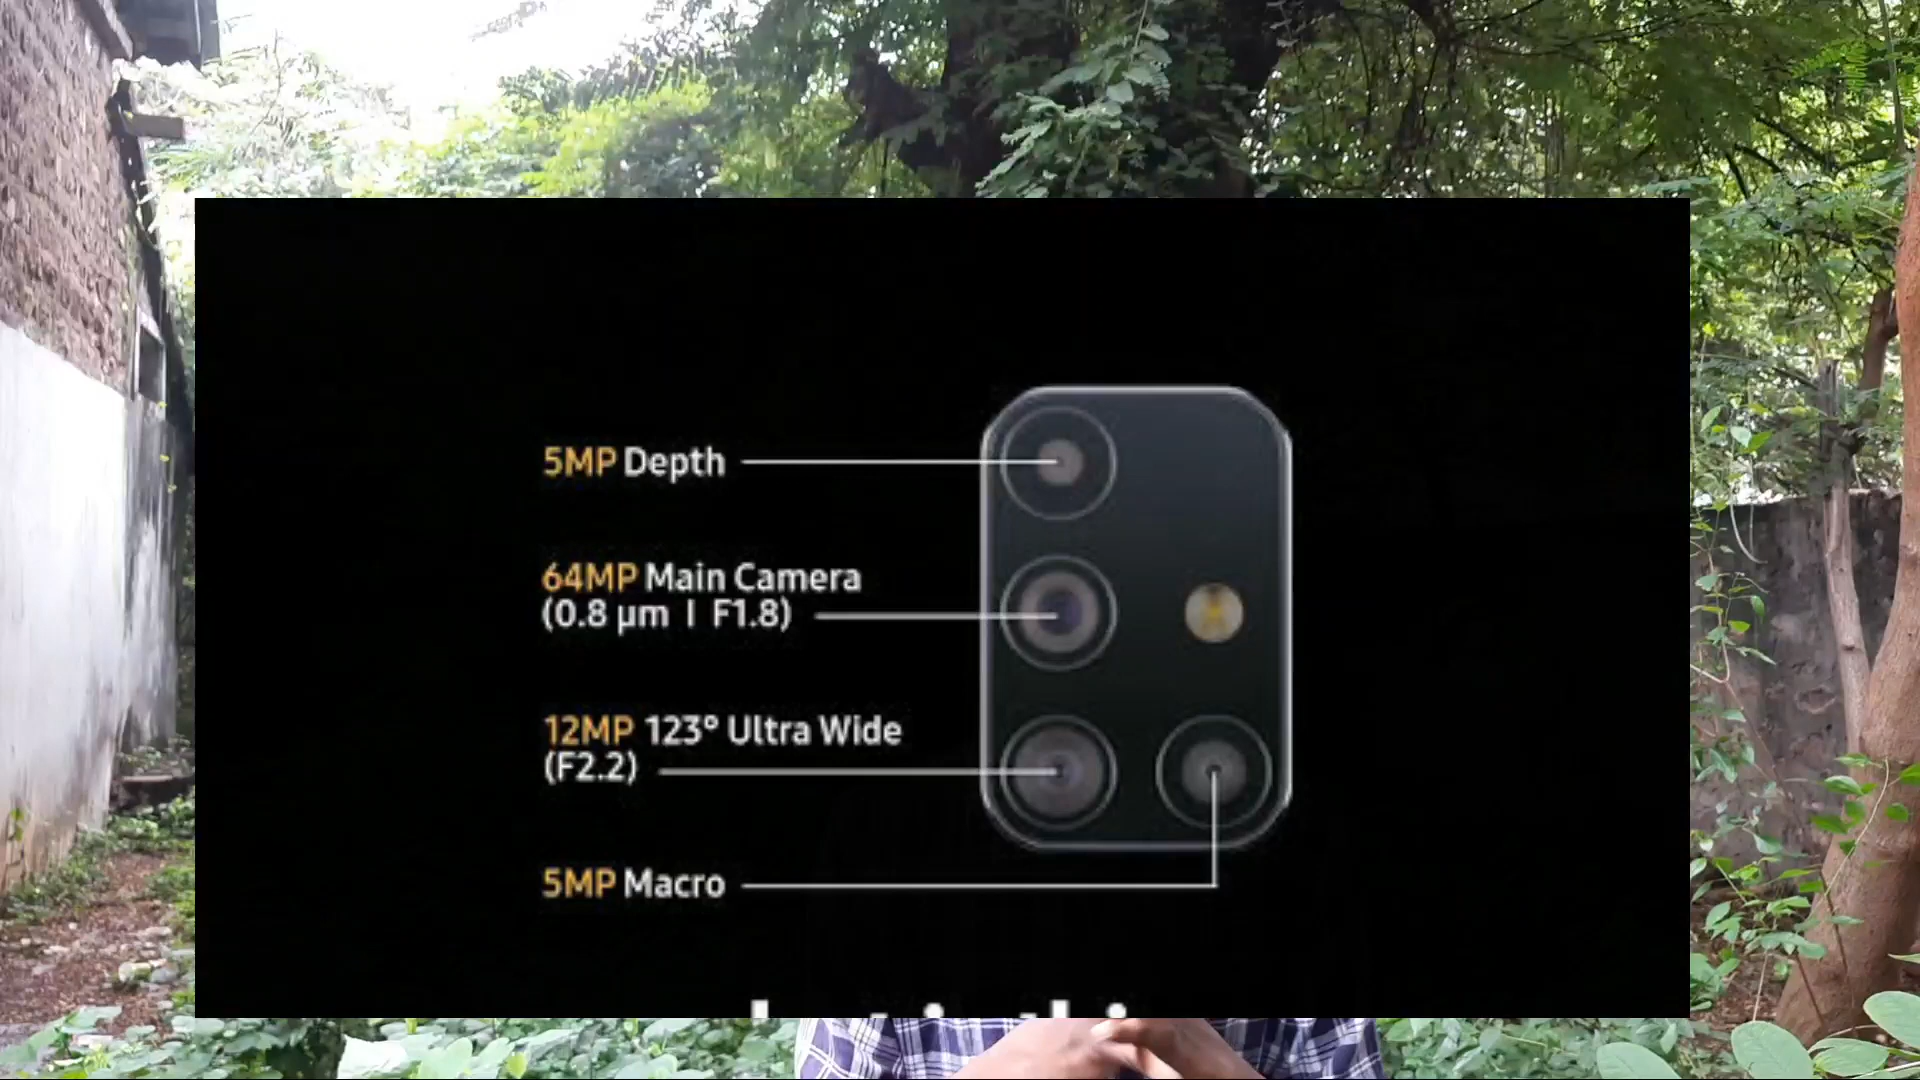 5MP Depth
64MP Main Camera
(0.8 μm | F1.8)
12MP 123° Ultra Wide
(F2.2)
5MP Macro